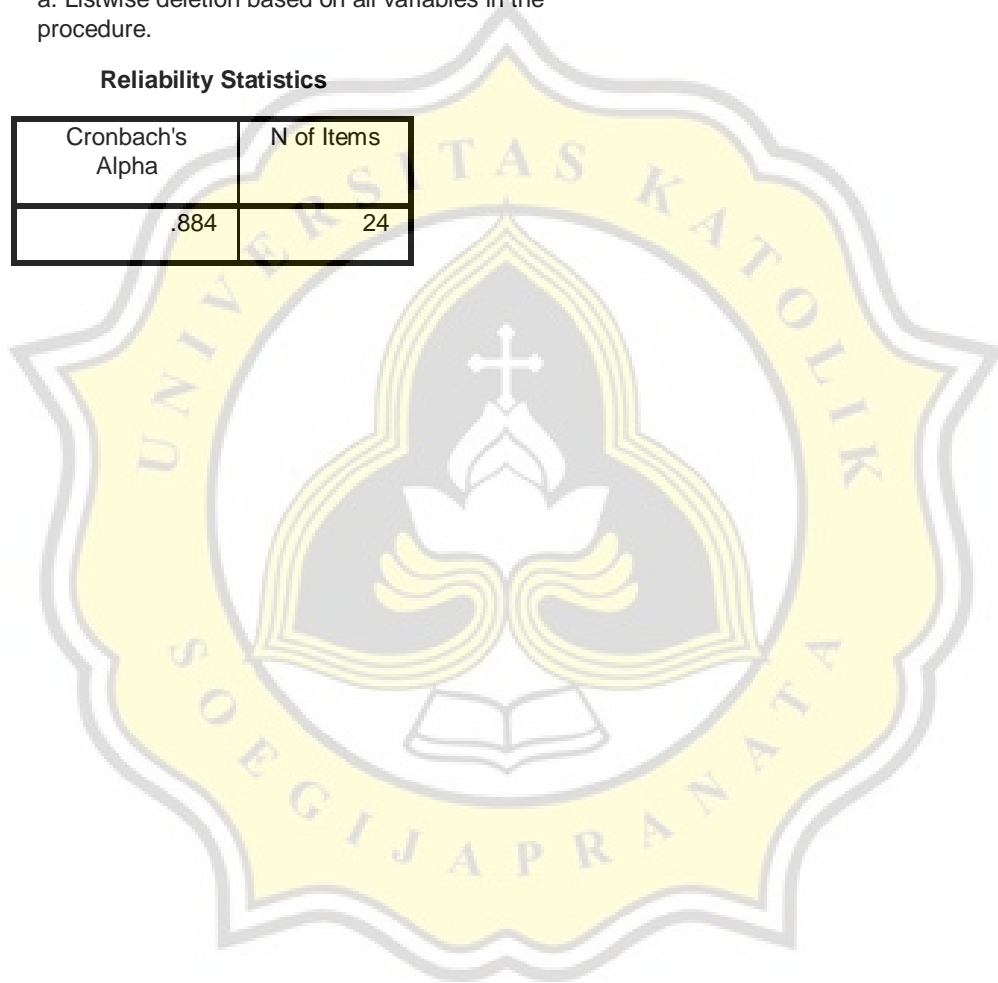 a. Listwise deletion based on all variables in the
procedure.
Reliability Statistics
Cronbach's
Alpha
N of Items
.884
24
UNIVERSITAS KATOLIK
SOEGIJAPRANATA